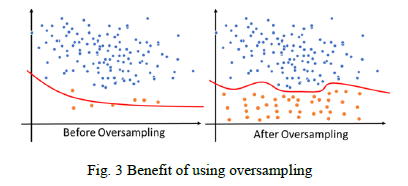 Before Oversampling
After Oversampling
Fig. 3 Benefit of using oversampling